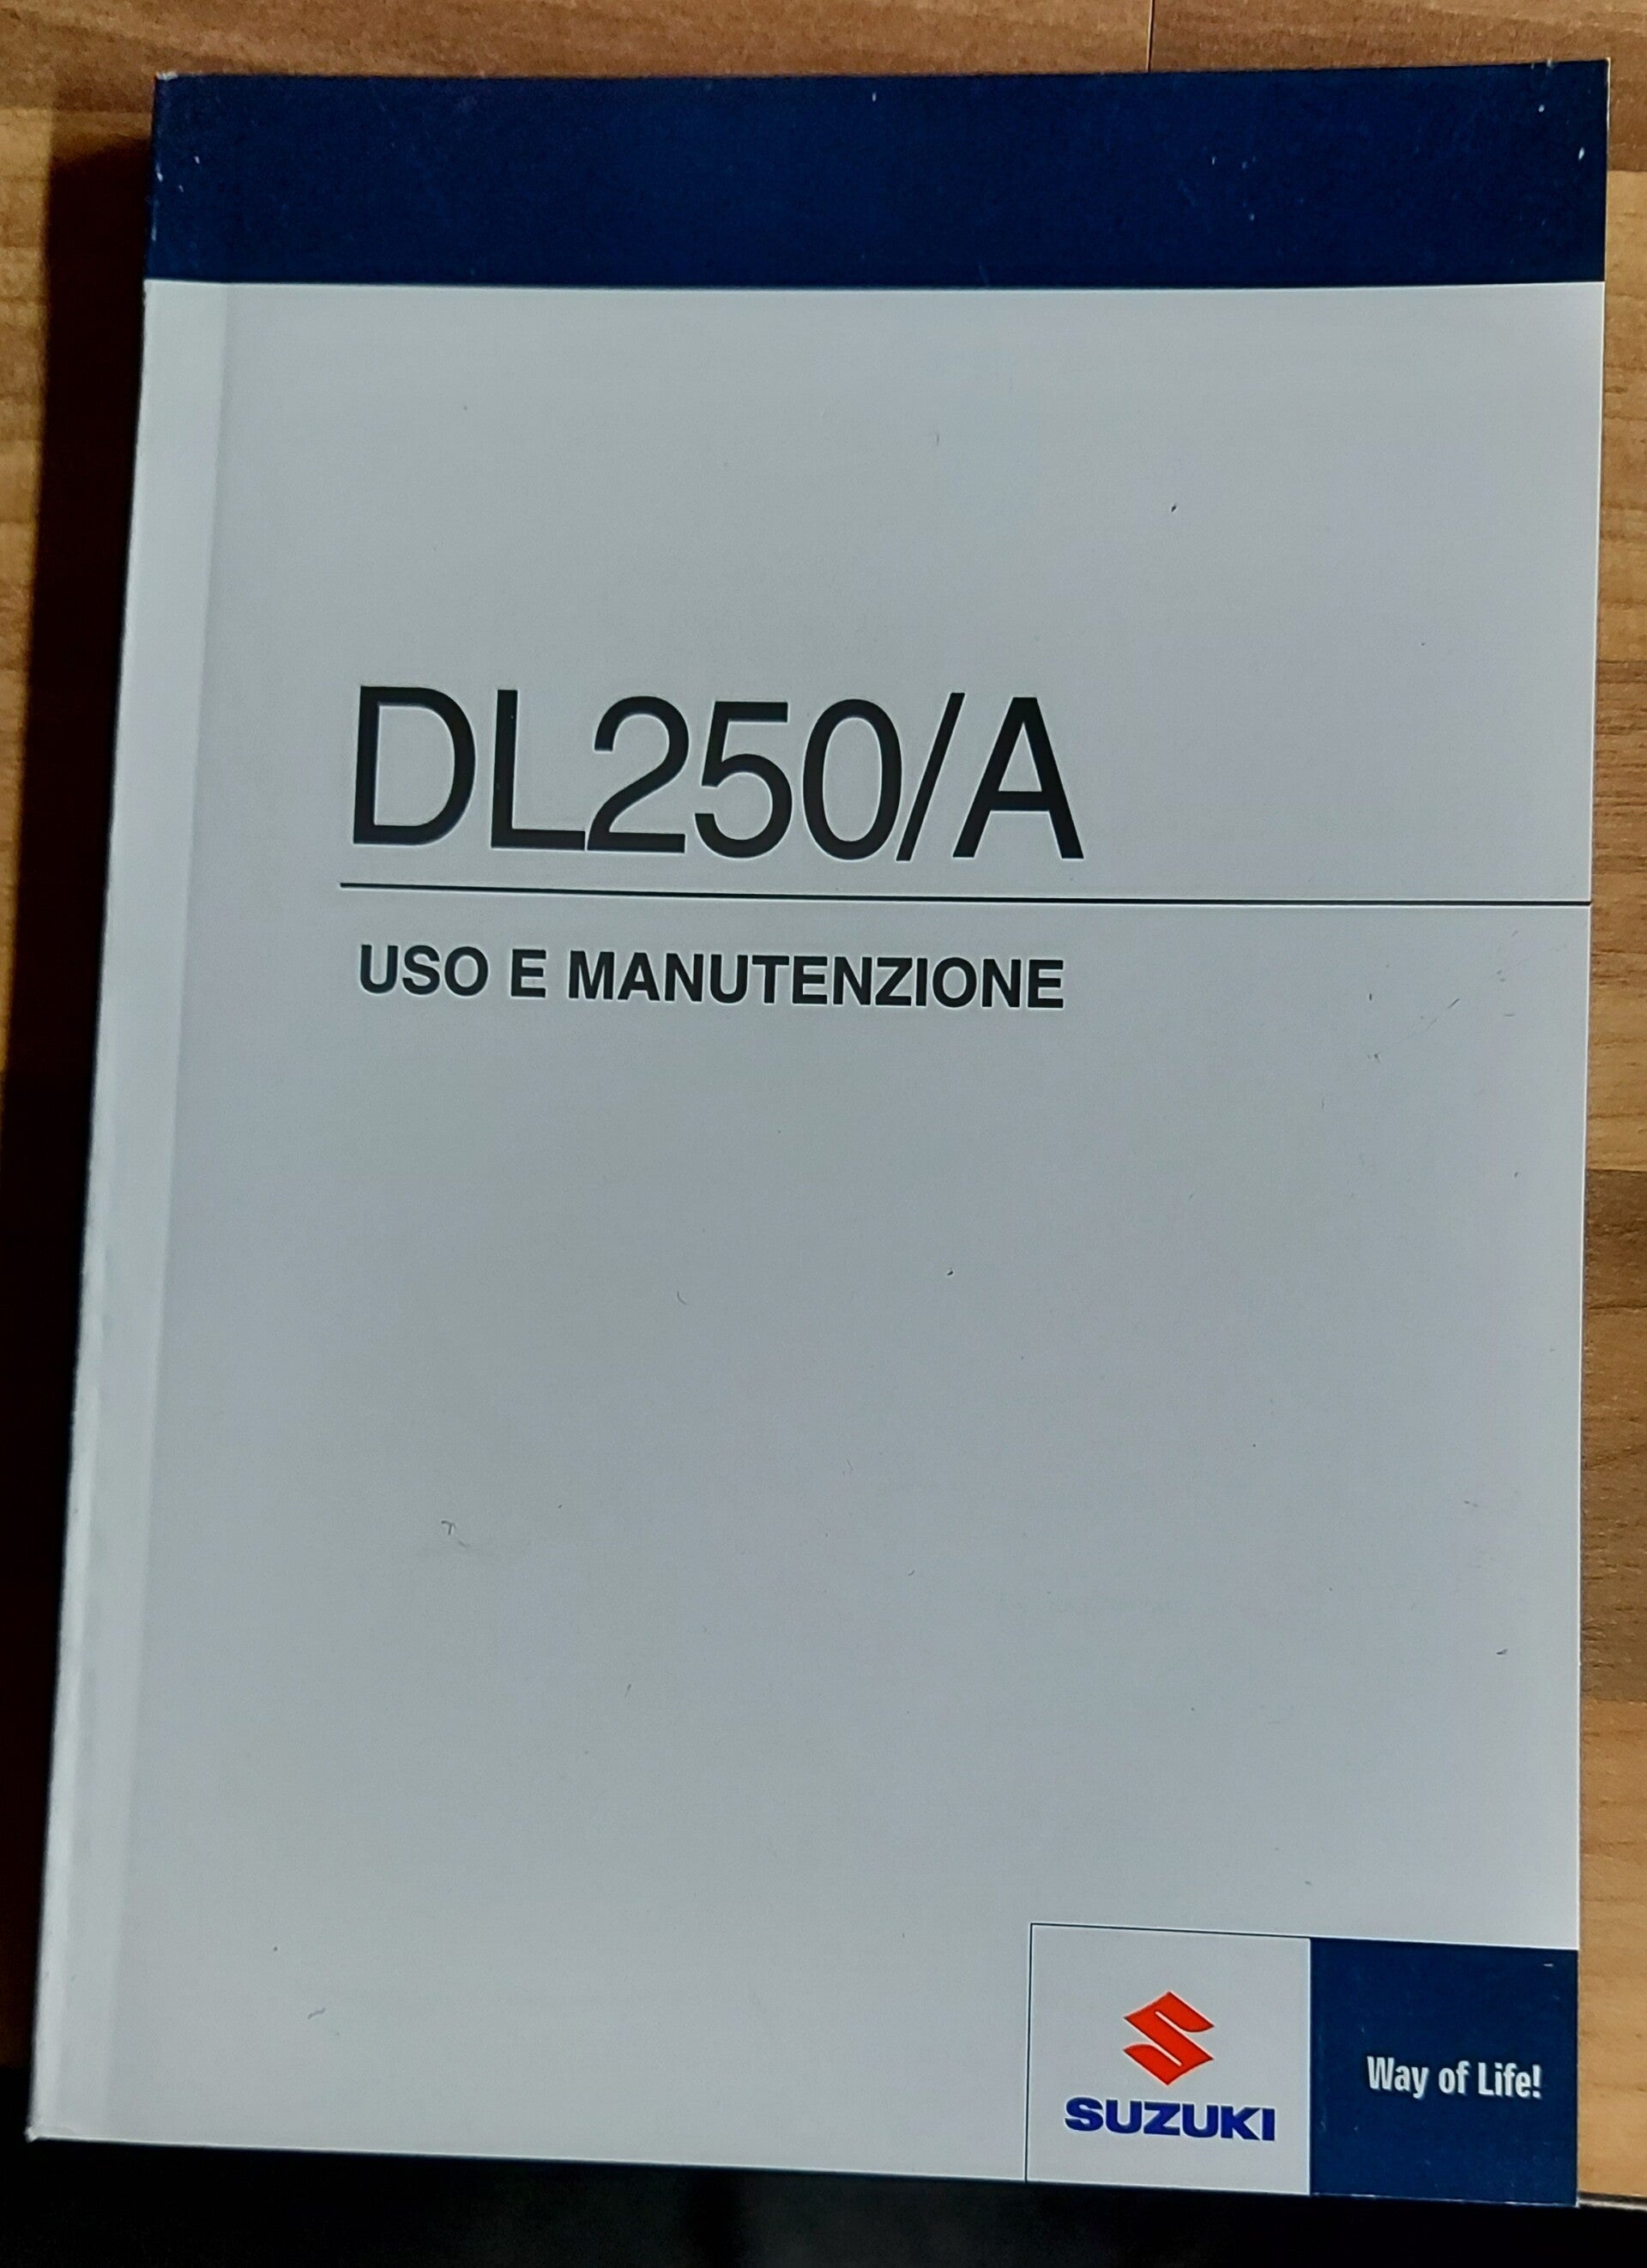 DL250/A
USO E MANUTENZIONE
SUZUKI
Way of Life!